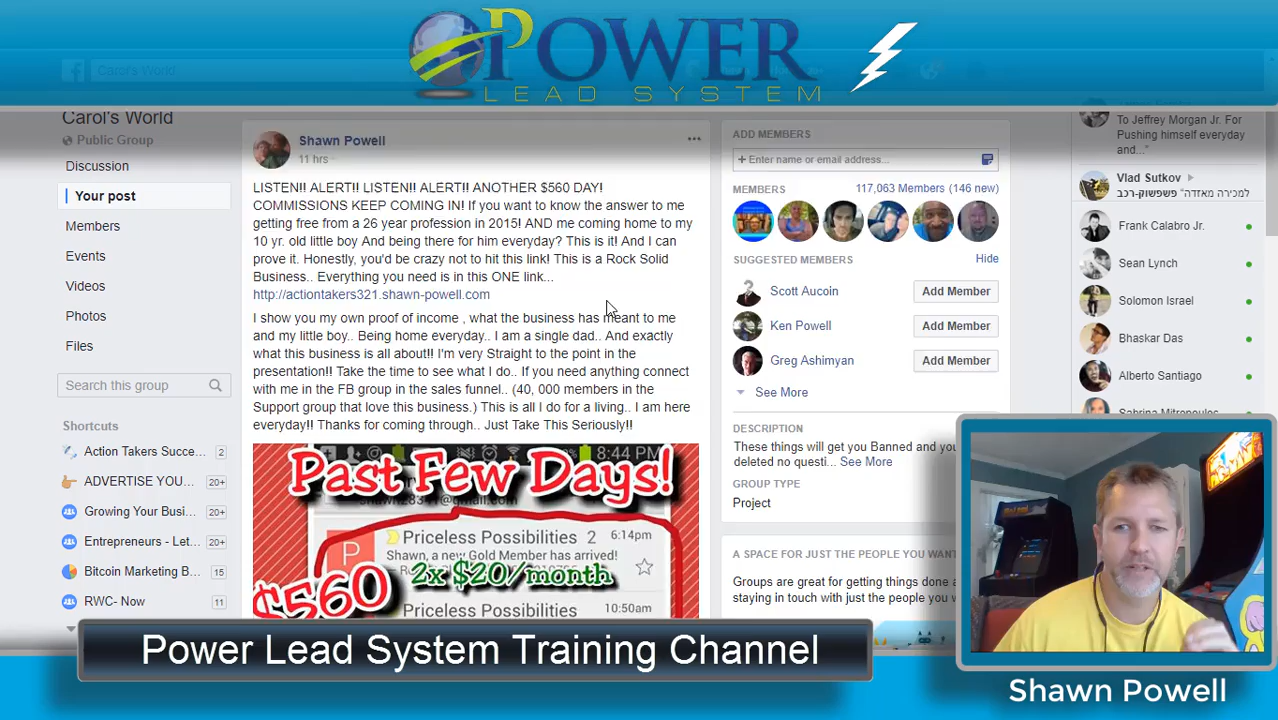 POWER
LEAD SYSTEM
Carol's World
Carol's World
Public Group
Discussion
Your post
Members
Events
Videos
Photos
Files
Search this group
Shortcuts
Action Takers Succe... 2
ADVERTISE YOU... 20+
Growing Your Busi... 20+
Entrepreneurs - Let... 20+
Bitcoin Marketing B... 15
RWC- Now 11
Shawn Powell
11 hrs
LISTEN!! ALERT!! LISTEN!! ALERT!! ANOTHER $560 DAY!
COMMISSIONS KEEP COMING IN! If you want to know the answer to me
getting free from a 26 year profession in 2015! AND me coming home to my
10 yr. old little boy And being there for him everyday? This is it! And I can
prove it. Honestly, you'd be crazy not to hit this link! This is a Rock Solid
Business.. Everything you need is in this ONE link...
http://actiontakers321.shawn-powell.com
I show you my own proof of income , what the business has meant to me
and my little boy.. Being home everyday.. I am a single dad.. And exactly
what this business is all about!! I'm very Straight to the point in the
presentation!! Take the time to see what I do.. If you need anything connect
with me in the FB group in the sales funnel.. (40, 000 members in the
Support group that love this business.) This is all I do for a living.. I am here
everyday!! Thanks for coming through.. Just Take This Seriously!!
8:44 PM
Past Few Days!
Priceless Possibilities 2 6:14pm
Shawn, a new Gold Member has arrived!
2x $20/month
$560
Priceless Possibilities 10:50am
ADD MEMBERS
+ Enter name or email address...
MEMBERS 117,063 Members (146 new)
SUGGESTED MEMBERS Hide
Scott Aucoin Add Member
Ken Powell Add Member
Greg Ashimyan Add Member
See More
DESCRIPTION
These things will get you Banned and your
deleted no questi... See More
GROUP TYPE
Project
A SPACE FOR JUST THE PEOPLE YOU WANT
Groups are great for getting things done a
staying in touch with just the people you w
To Jeffrey Morgan Jr. For
Pushing himself everyday
and..."
Vlad Sutkov
למכירה מאזדה" פשפשוק-רכב
Frank Calabro Jr.
Sean Lynch
Solomon Israel
Bhaskar Das
Alberto Santiago
Sabrina Mitropoulos
Power Lead System Training Channel
Shawn Powell